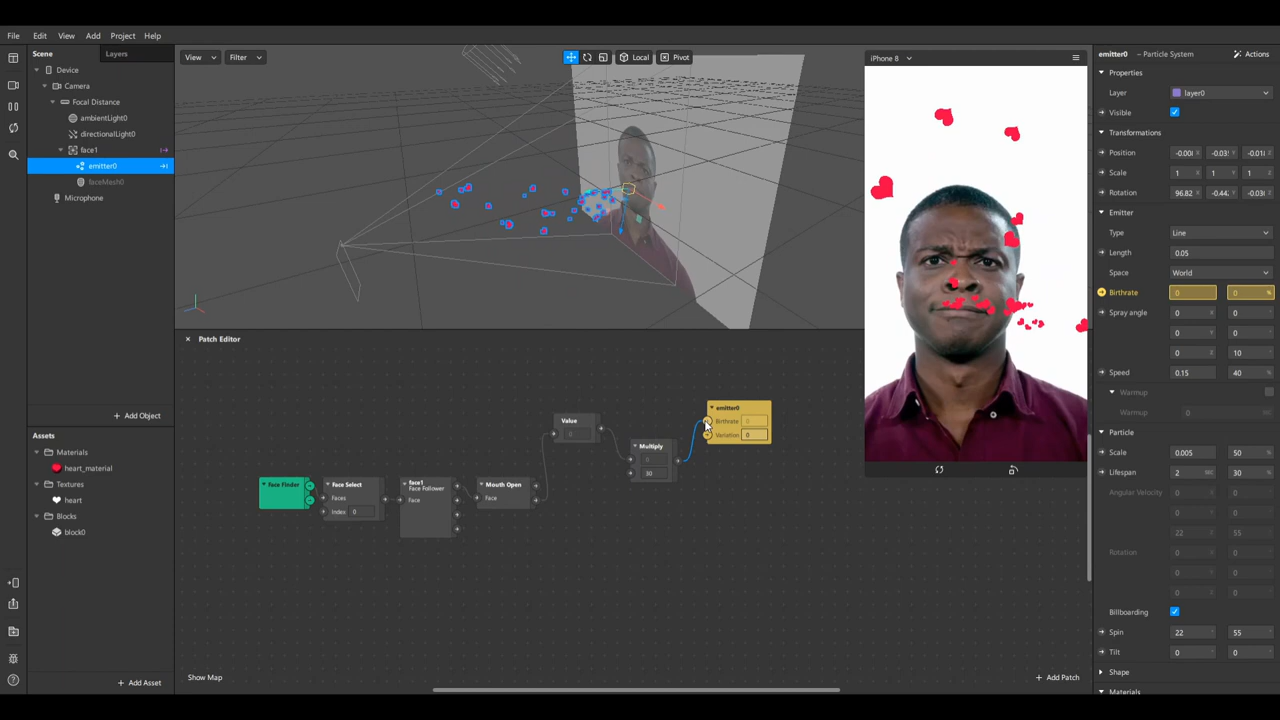 File Edit View Add Project Help
Scene Layers
Device
Camera
Focal Distance
ambientLight0
directionalLight0
face1
emitter0
faceMesh0
Microphone
+ Add Object
Assets
Materials
heart_material
Textures
heart
Blocks
block0
+ Add Asset
View Filter
Local Pivot
iPhone 8
Patch Editor
Face Finder
Face Select
Faces
Index 0
face1
Face Follower
Face
Mouth Open
Face
Value
0
Multiply
0
30
emitter0
Birthrate 0
Variation 0
Show Map
+ Add Patch
emitter0 – Particle System Actions
Properties
Layer layer0
Visible
Transformations
Position X Y Z
Scale 1 X 1 Y 1 Z
Rotation 96.82
Emitter
Type Line
Length 0.05
Space World
Birthrate 0 0 %
Spray angle 0 X 0 °
0 Y 0 °
0 Z 10 °
Speed 0.15 40 %
Warmup
Warmup 0 %
Particle
Scale 0.005 50 %
Lifespan 2 SEC 30 %
Angular Velocity
0 0
0 0
22 55
Rotation 0 0
0 0
0 0
Billboarding
Spin 22 ° 55 °
Tilt 0 ° 0 °
Shape
Materials